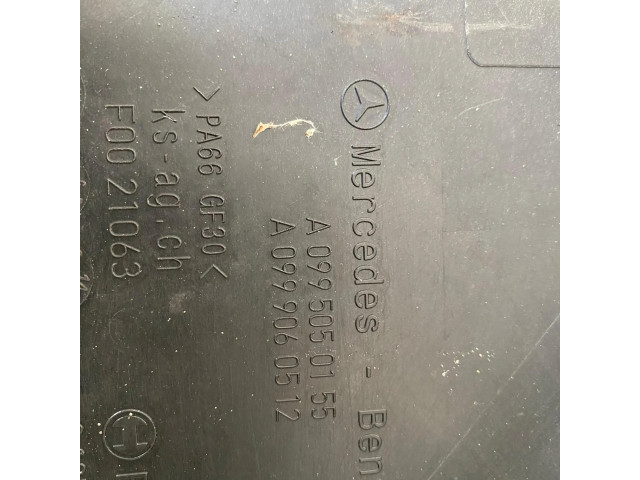 Mercedes - Ben
A 099 505 01 55
A 099 906 05 12
>PA66 GF30<
ks-ag.ch
F00 21063